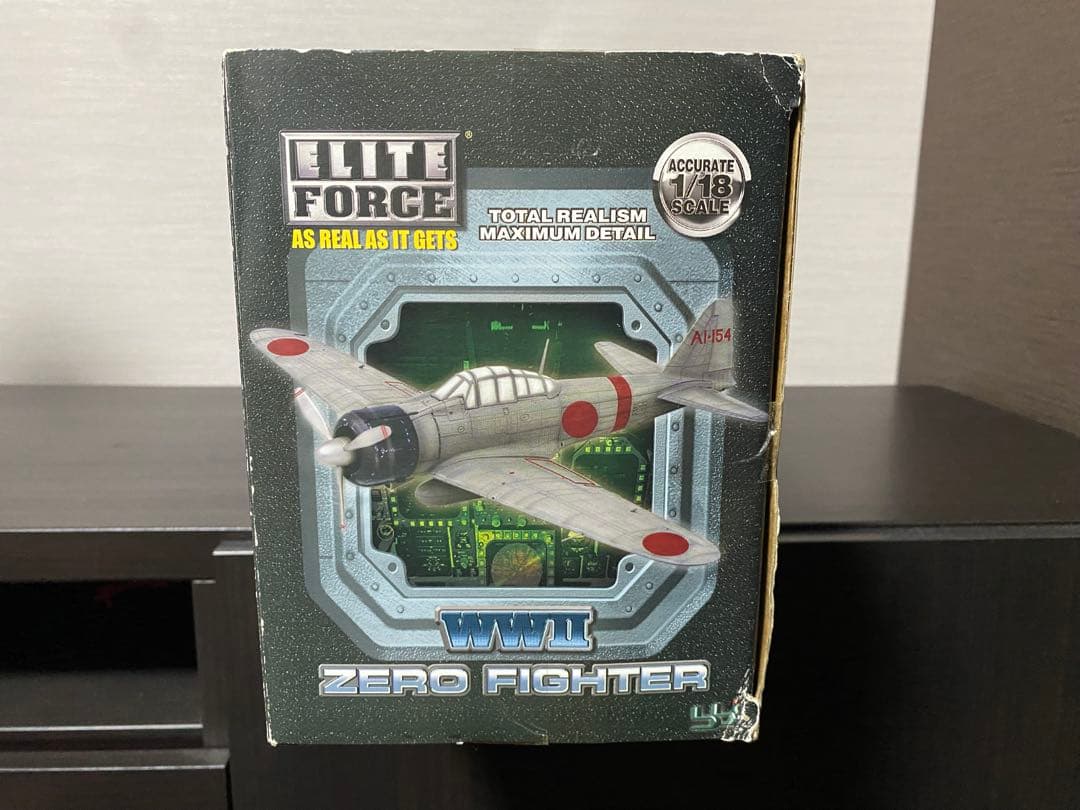 ELITE
FORCE®
AS REAL AS IT GETS
TOTAL REALISM
MAXIMUM DETAIL
ACCURATE
1/18
SCALE
AI-154
WWII
ZERO FIGHTER